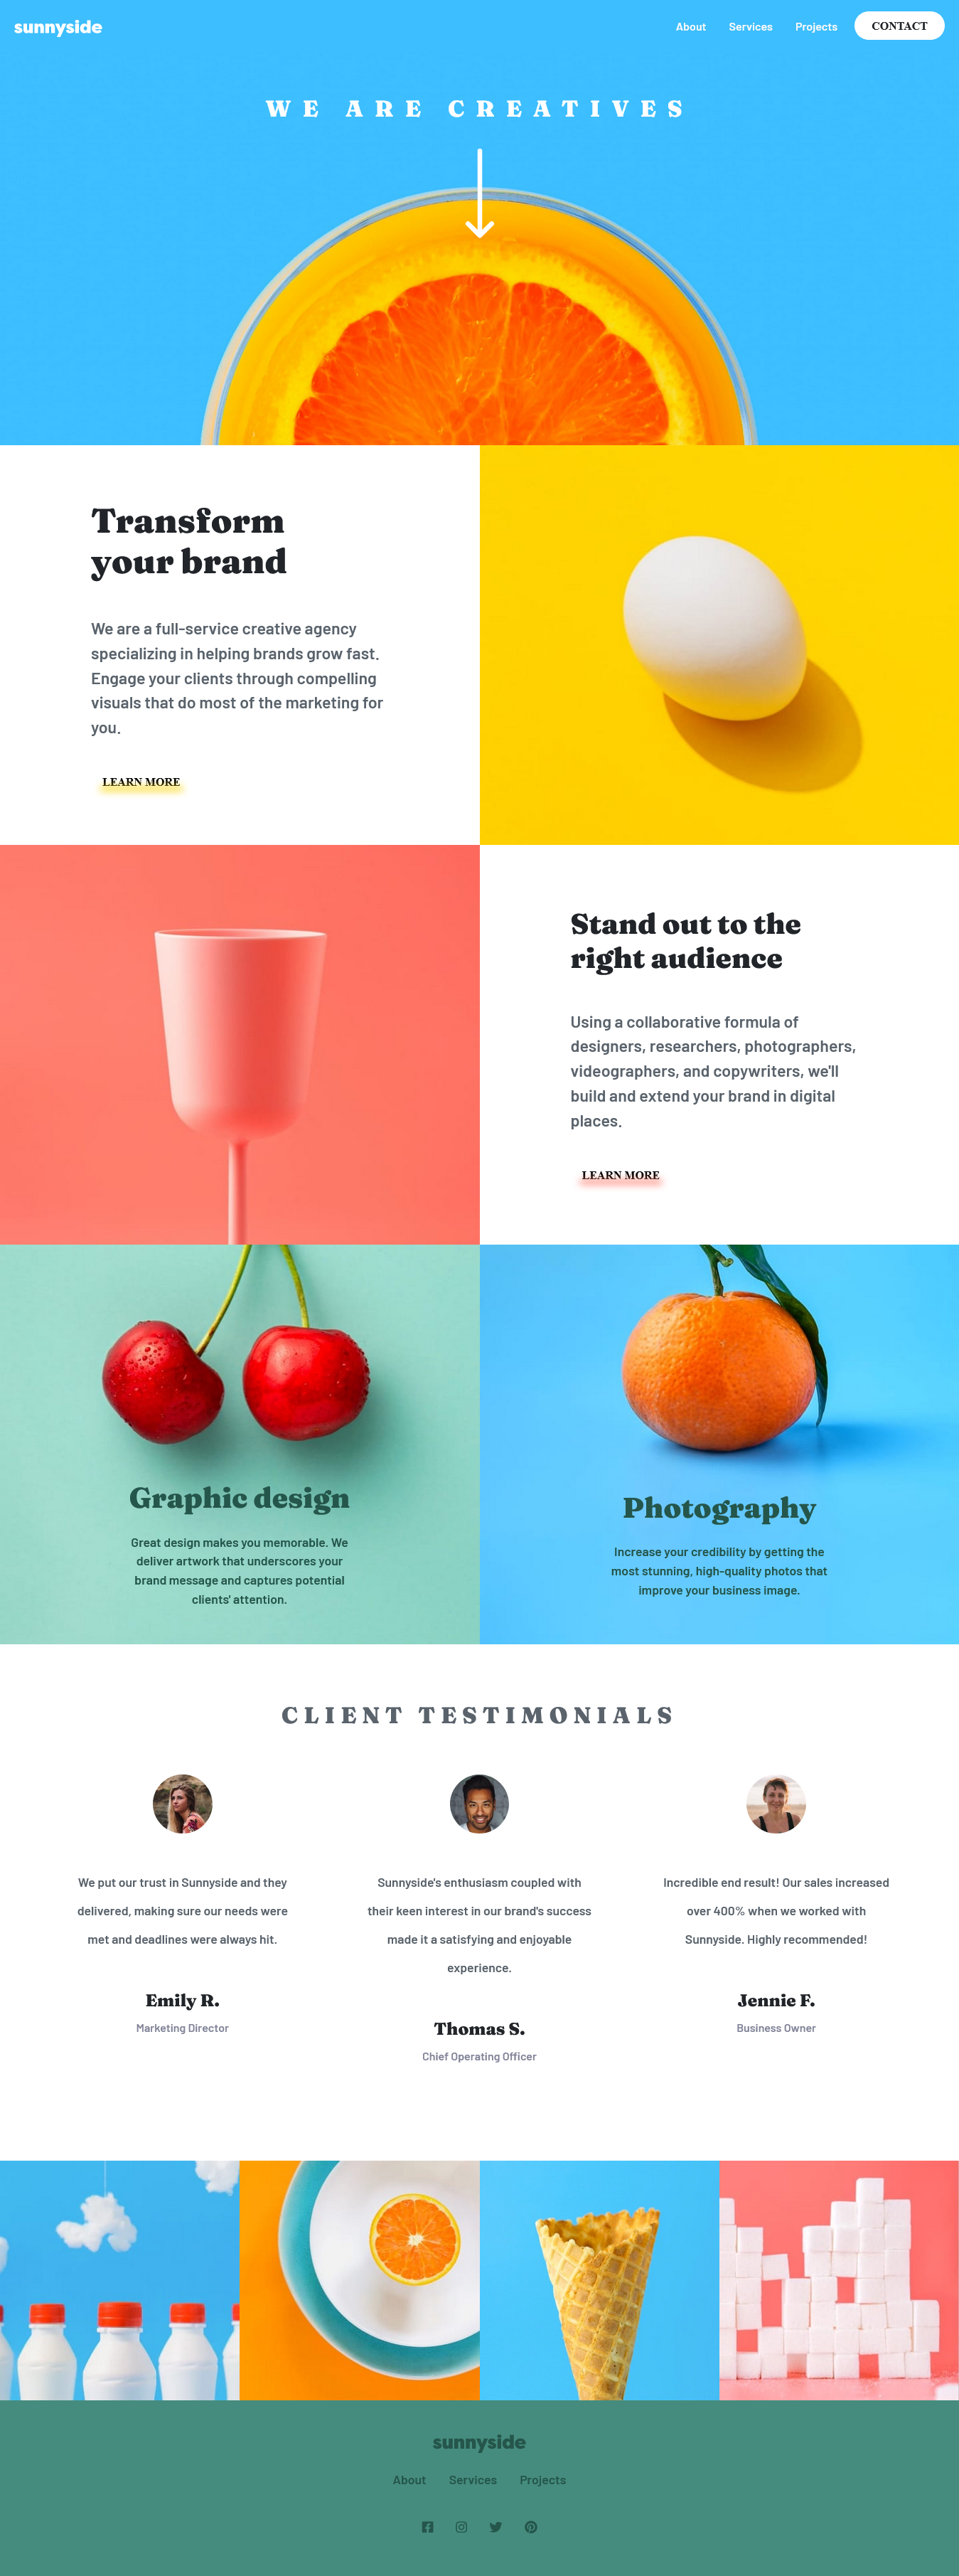 sunnyside
About Services Projects CONTACT
WE ARE CREATIVES
Transform
your brand
We are a full-service creative agency
specializing in helping brands grow fast.
Engage your clients through compelling
visuals that do most of the marketing for
you.
LEARN MORE
Stand out to the
right audience
Using a collaborative formula of
designers, researchers, photographers,
videographers, and copywriters, we'll
build and extend your brand in digital
places.
LEARN MORE
Graphic design
Great design makes you memorable. We
deliver artwork that underscores your
brand message and captures potential
clients' attention.
Photography
Increase your credibility by getting the
most stunning, high-quality photos that
improve your business image.
CLIENT TESTIMONIALS
We put our trust in Sunnyside and they
delivered, making sure our needs were
met and deadlines were always hit.
Emily R.
Marketing Director
Sunnyside's enthusiasm coupled with
their keen interest in our brand's success
made it a satisfying and enjoyable
experience.
Thomas S.
Chief Operating Officer
Incredible end result! Our sales increased
over 400% when we worked with
Sunnyside. Highly recommended!
Jennie F.
Business Owner
sunnyside
About Services Projects